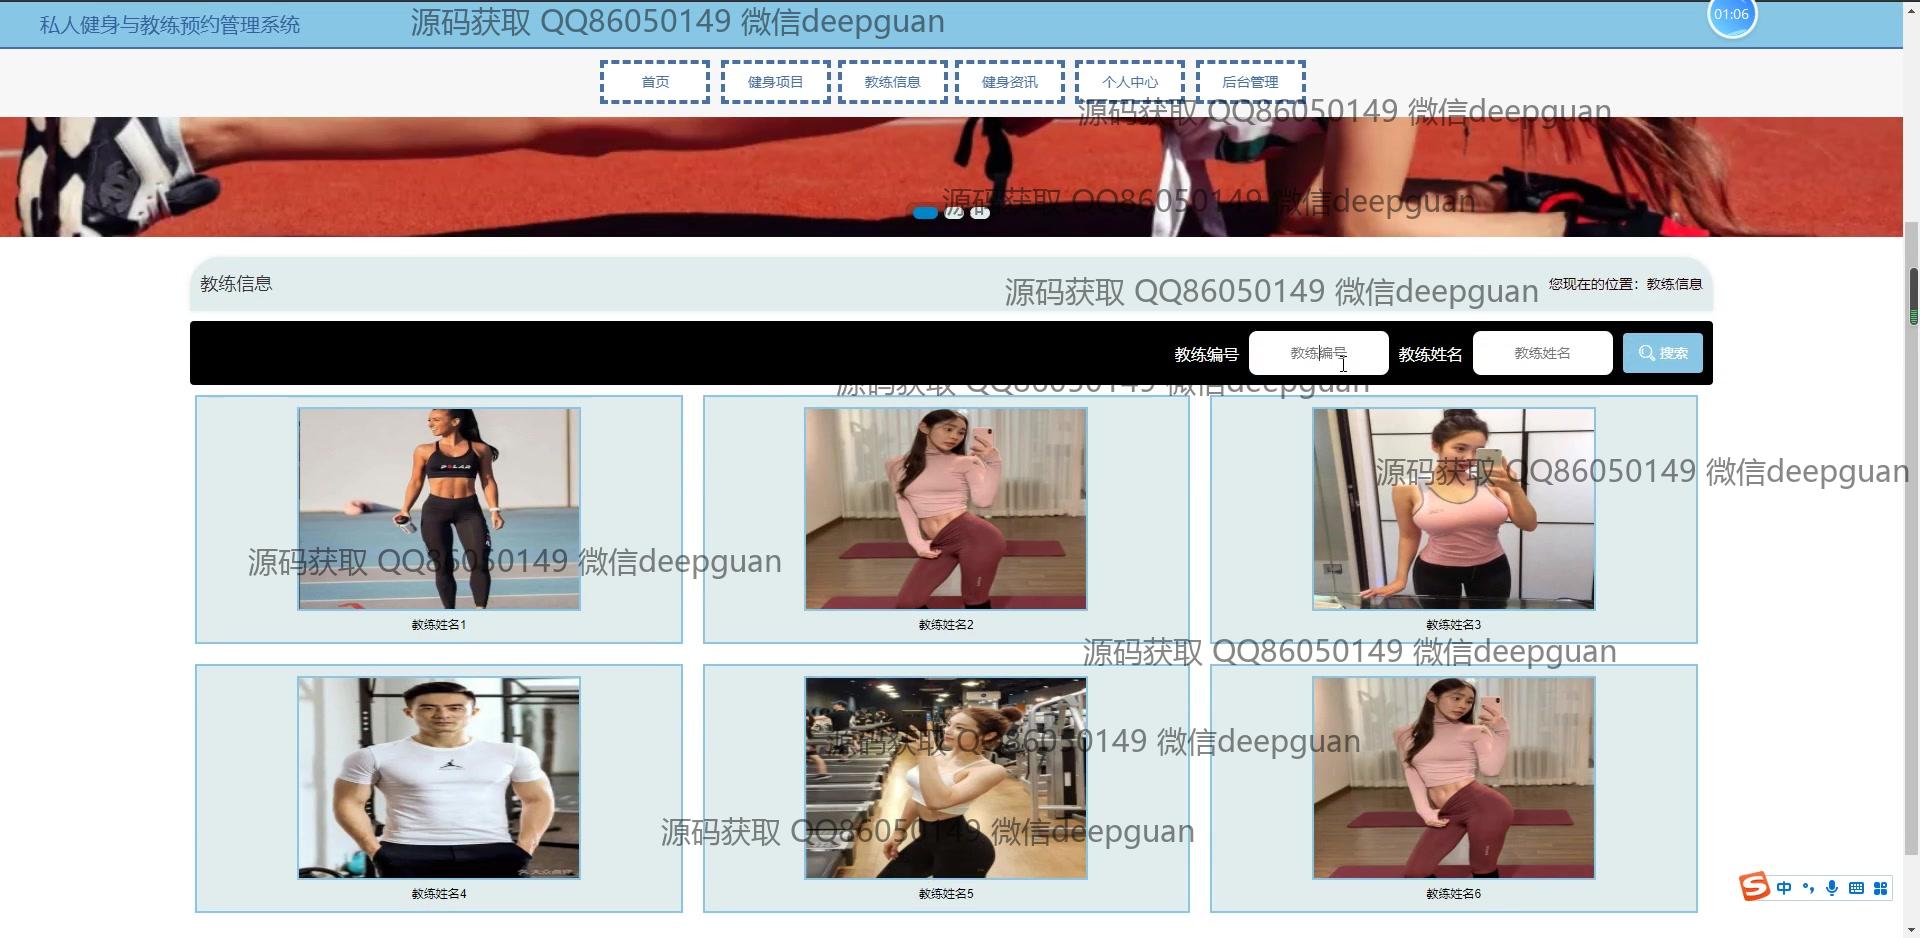 私人健身与教练预约管理系统
源码获取 QQ86050149 微信deepguan
01:06
首页
健身项目
教练信息
健身资讯
个人中心
后台管理
源码获取 QQ86050149 微信deepguan
源码获取 QQ86050149 微信deepguan
教练信息
源码获取 QQ86050149 微信deepguan
您现在的位置：教练信息
教练编号
教练编号
教练姓名
教练姓名
搜索
源码获取 QQ86050149 微信deepguan
POLAR
源码获取 QQ86050149 微信deepguan
源码获取 QQ86050149 微信deepguan
教练姓名1
教练姓名2
教练姓名3
源码获取 QQ86050149 微信deepguan
源码获取 QQ86050149 微信deepguan
源码获取 QQ86050149 微信deepguan
教练姓名4
教练姓名5
教练姓名6
中